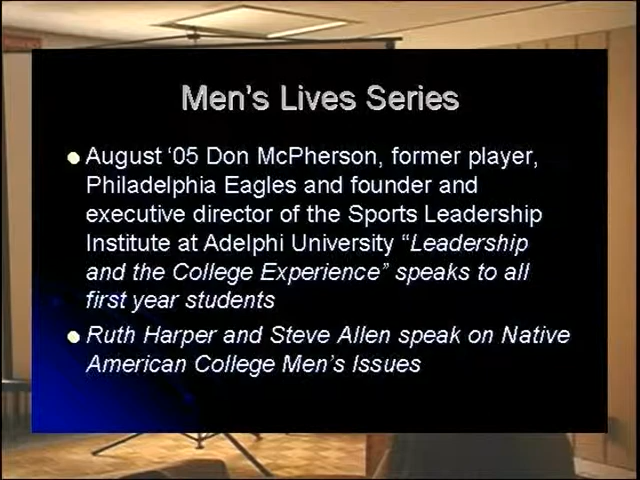 Men's Lives Series
August ‘05 Don McPherson, former player,
Philadelphia Eagles and founder and
executive director of the Sports Leadership
Institute at Adelphi University “Leadership
and the College Experience” speaks to all
first year students
Ruth Harper and Steve Allen speak on Native
American College Men's Issues